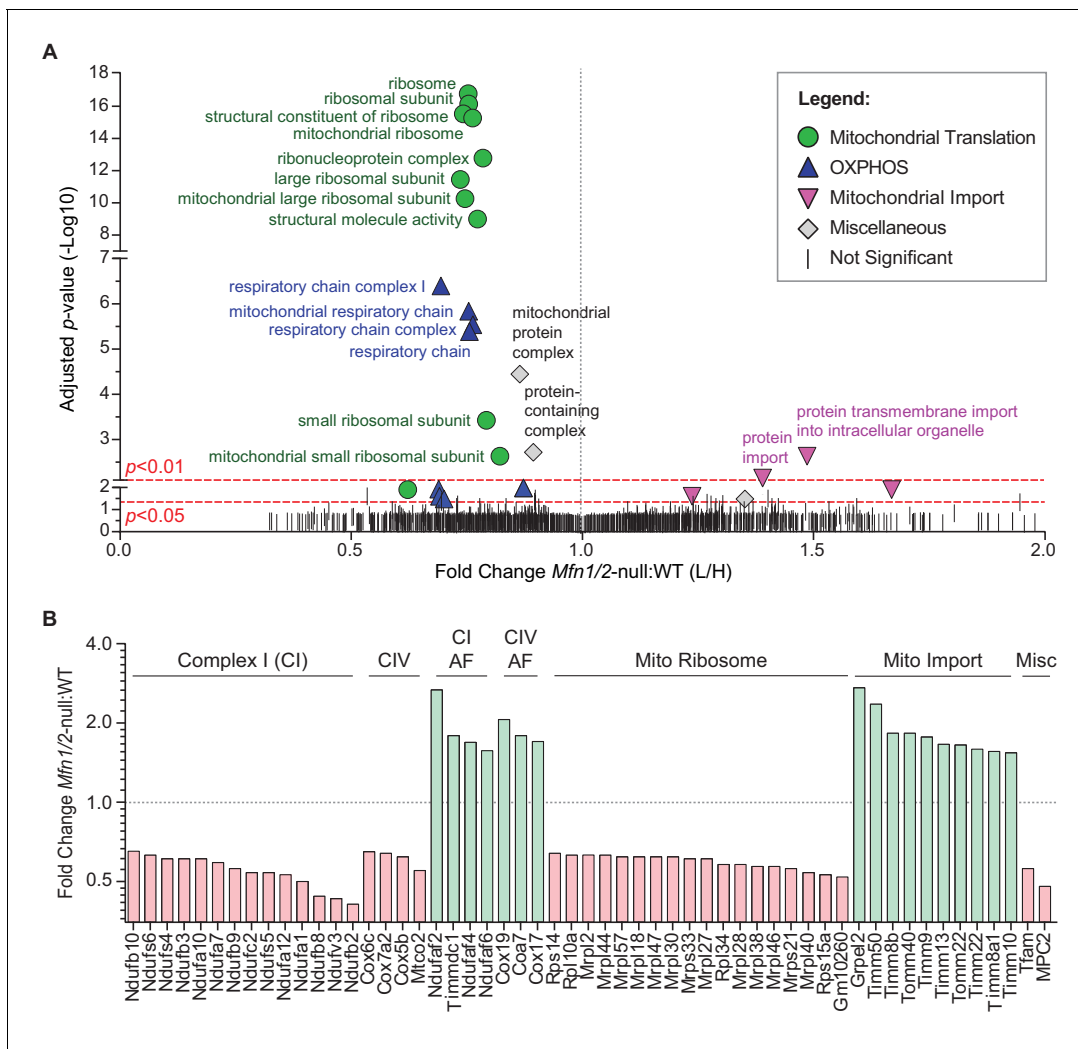 A
Adjusted p-value (-Log10)
18
16
14
12
10
8
7
6
5
4
3
2
1
0
ribosome
ribosomal subunit
structural constituent of ribosome
mitochondrial ribosome
ribonucleoprotein complex
large ribosomal subunit
mitochondrial large ribosomal subunit
structural molecule activity
respiratory chain complex I
mitochondrial respiratory chain
respiratory chain complex
respiratory chain
mitochondrial
protein
complex
protein-
containing
complex
small ribosomal subunit
mitochondrial small ribosomal subunit
protein
import
protein transmembrane import
into intracellular organelle
p<0.01
p<0.05
Legend:
Mitochondrial Translation
OXPHOS
Mitochondrial Import
Miscellaneous
Not Significant
0.0
0.5
1.0
1.5
2.0
Fold Change Mfn1/2-null:WT (L/H)
B
Fold Change Mfn1/2-null:WT
4.0
2.0
1.0
0.5
Complex I (CI)
CIV
CI
AF
CIV
AF
Mito Ribosome
Mito Import
Misc
Ndufb10
Ndufs6
Ndufs4
Ndufb3
Ndufa10
Ndufa7
Ndufb9
Ndufc2
Ndufs5
Ndufa12
Ndufa1
Ndufb8
Ndufv3
Ndufb2
Cox6c
Cox7a2
Cox5b
Mtco2
Ndufaf2
Timmdc1
Ndufaf4
Ndufaf6
Cox19
Coa7
Cox17
Rps14
Rpl10a
Mrpl2
Mrpl44
Mrpl57
Mrpl18
Mrpl47
Mrpl30
Mrps33
Mrpl27
Rpl34
Mrpl28
Mrpl38
Mrpl46
Mrps21
Mrpl40
Rps15a
Gm10260
Grpel2
Timm50
Timm8b
Tomm40
Timm9
Timm13
Tomm22
Timm22
Timm8a1
Timm10
Tfam
MPC2